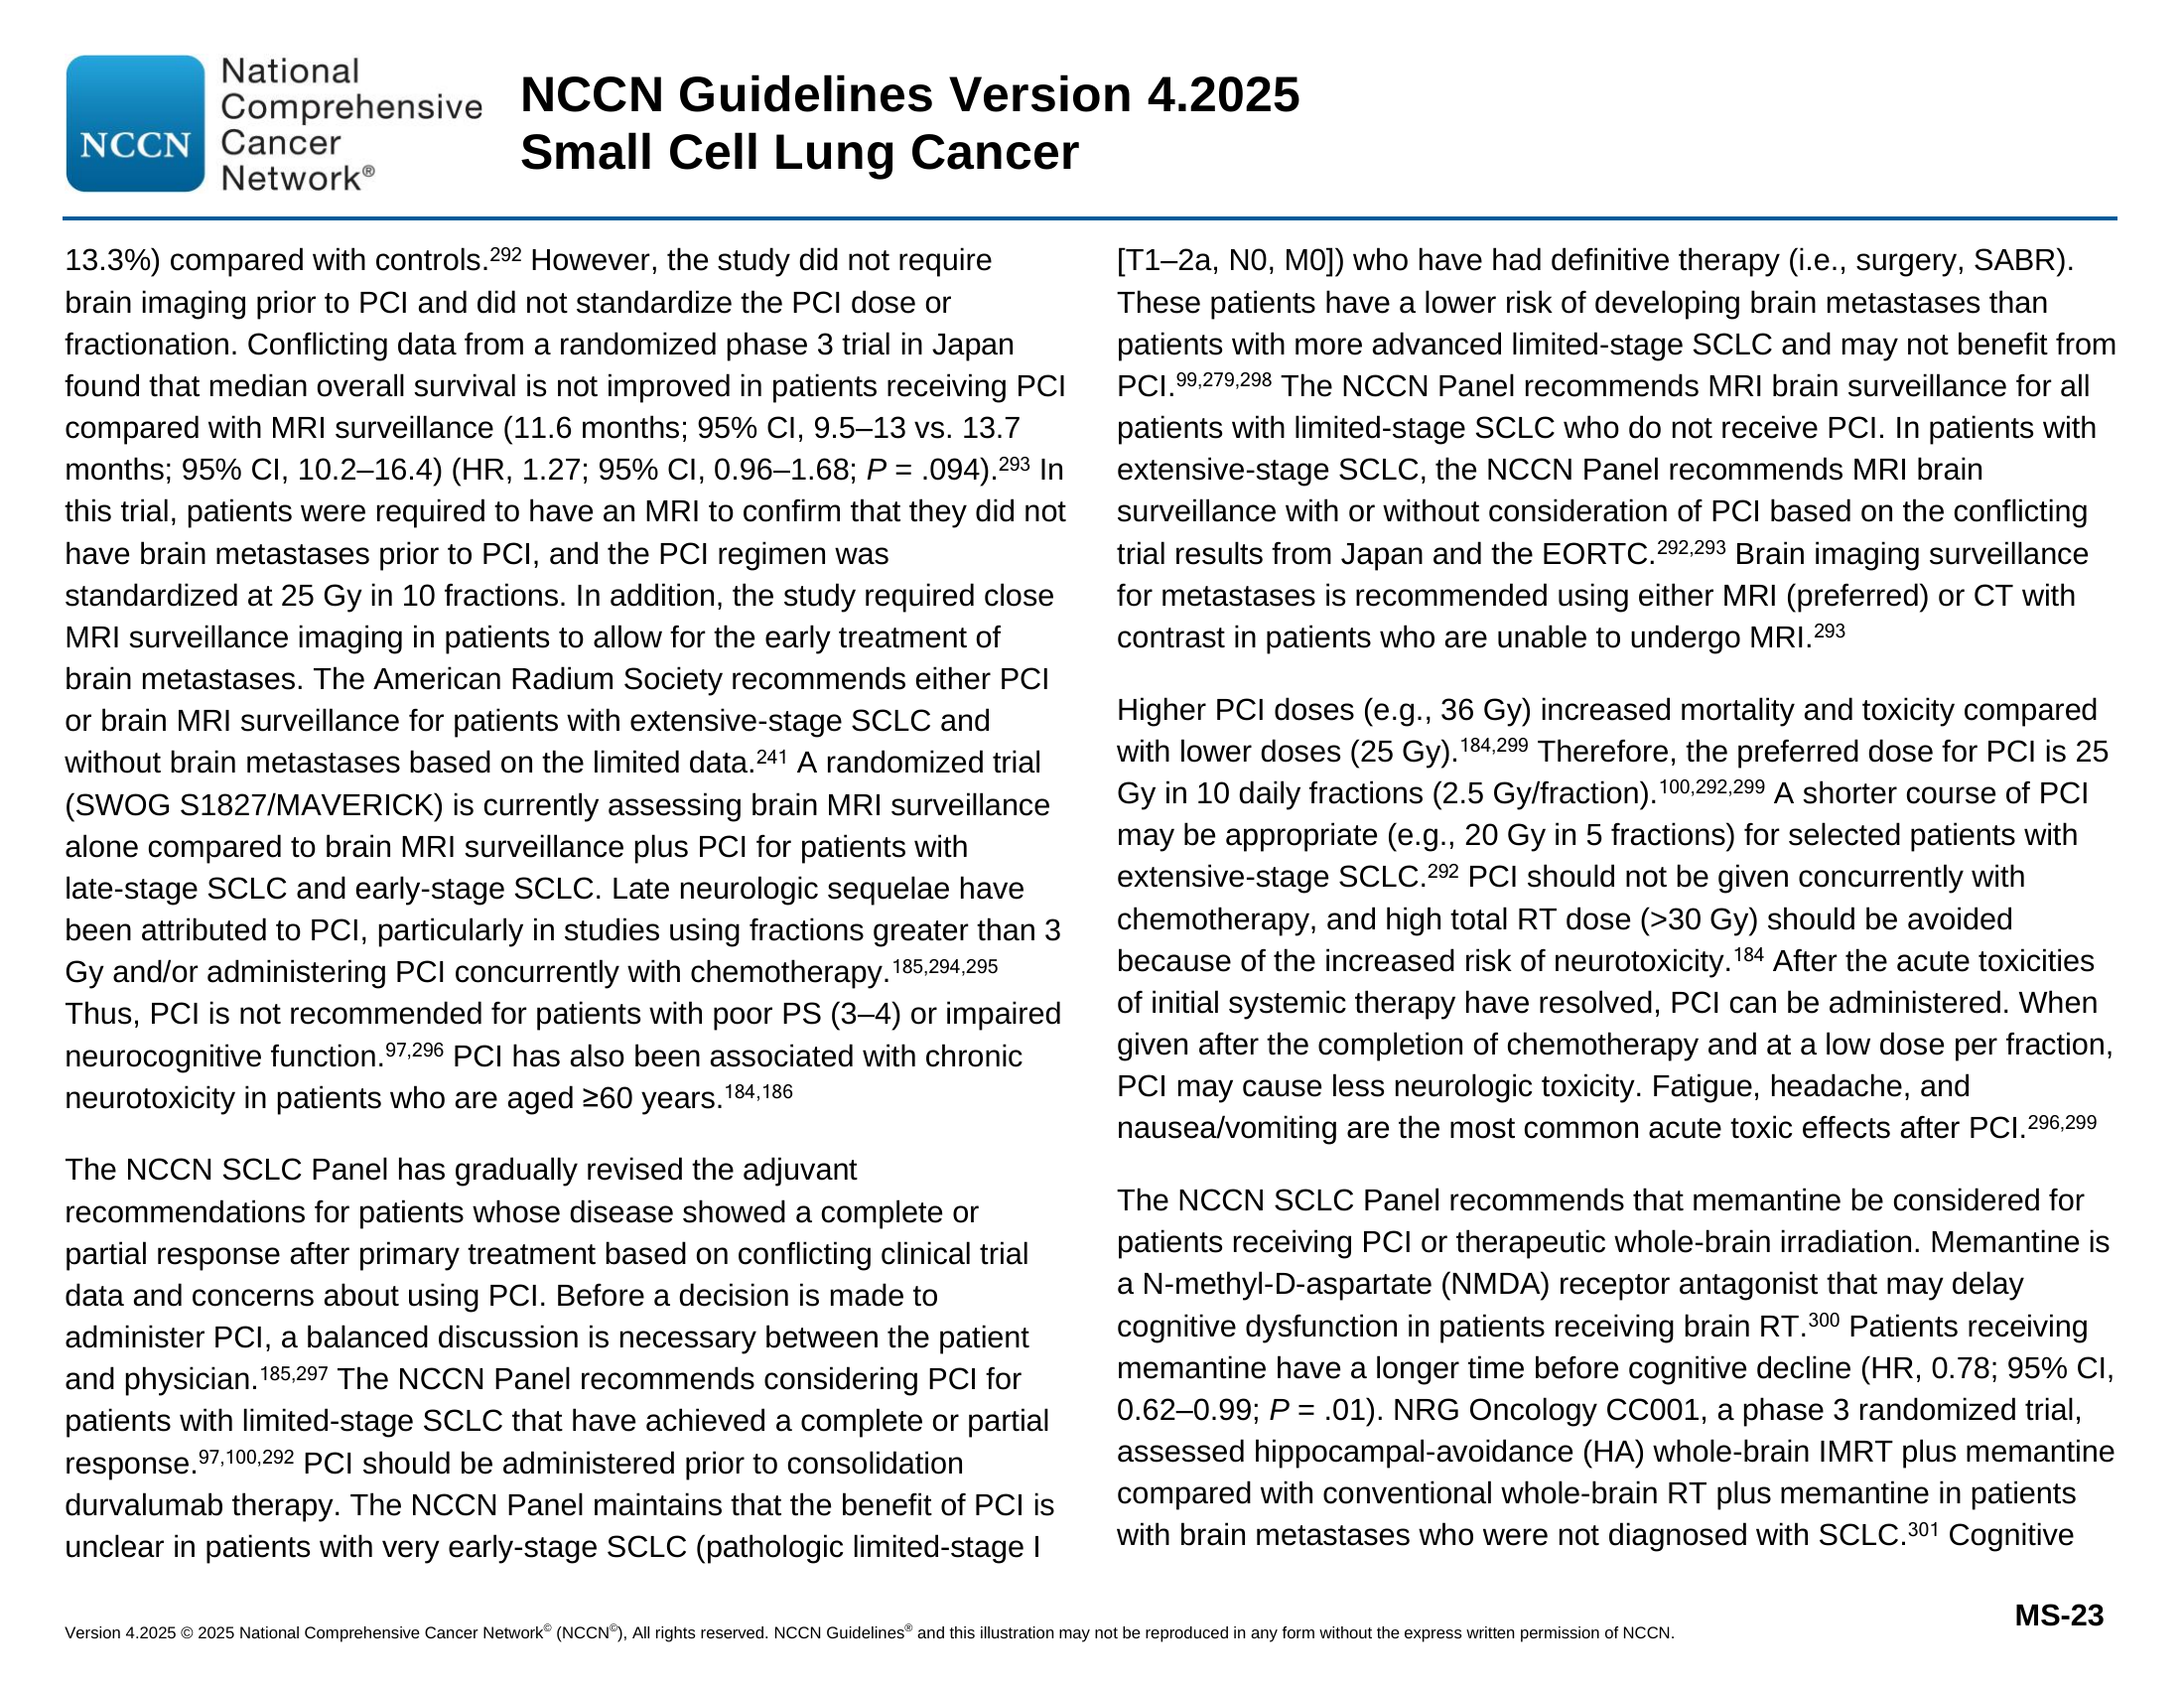 NCCN
National
Comprehensive
Cancer
Network®
NCCN Guidelines Version 4.2025
Small Cell Lung Cancer
13.3%) compared with controls.292 However, the study did not require
brain imaging prior to PCI and did not standardize the PCI dose or
fractionation. Conflicting data from a randomized phase 3 trial in Japan
found that median overall survival is not improved in patients receiving PCI
compared with MRI surveillance (11.6 months; 95% CI, 9.5–13 vs. 13.7
months; 95% CI, 10.2–16.4) (HR, 1.27; 95% CI, 0.96–1.68; P = .094).293 In
this trial, patients were required to have an MRI to confirm that they did not
have brain metastases prior to PCI, and the PCI regimen was
standardized at 25 Gy in 10 fractions. In addition, the study required close
MRI surveillance imaging in patients to allow for the early treatment of
brain metastases. The American Radium Society recommends either PCI
or brain MRI surveillance for patients with extensive-stage SCLC and
without brain metastases based on the limited data.241 A randomized trial
(SWOG S1827/MAVERICK) is currently assessing brain MRI surveillance
alone compared to brain MRI surveillance plus PCI for patients with
late-stage SCLC and early-stage SCLC. Late neurologic sequelae have
been attributed to PCI, particularly in studies using fractions greater than 3
Gy and/or administering PCI concurrently with chemotherapy.185,294,295
Thus, PCI is not recommended for patients with poor PS (3–4) or impaired
neurocognitive function.97,296 PCI has also been associated with chronic
neurotoxicity in patients who are aged ≥60 years.184,186
The NCCN SCLC Panel has gradually revised the adjuvant
recommendations for patients whose disease showed a complete or
partial response after primary treatment based on conflicting clinical trial
data and concerns about using PCI. Before a decision is made to
administer PCI, a balanced discussion is necessary between the patient
and physician.185,297 The NCCN Panel recommends considering PCI for
patients with limited-stage SCLC that have achieved a complete or partial
response.97,100,292 PCI should be administered prior to consolidation
durvalumab therapy. The NCCN Panel maintains that the benefit of PCI is
unclear in patients with very early-stage SCLC (pathologic limited-stage I
[T1–2a, N0, M0]) who have had definitive therapy (i.e., surgery, SABR).
These patients have a lower risk of developing brain metastases than
patients with more advanced limited-stage SCLC and may not benefit from
PCI.99,279,298 The NCCN Panel recommends MRI brain surveillance for all
patients with limited-stage SCLC who do not receive PCI. In patients with
extensive-stage SCLC, the NCCN Panel recommends MRI brain
surveillance with or without consideration of PCI based on the conflicting
trial results from Japan and the EORTC.292,293 Brain imaging surveillance
for metastases is recommended using either MRI (preferred) or CT with
contrast in patients who are unable to undergo MRI.293
Higher PCI doses (e.g., 36 Gy) increased mortality and toxicity compared
with lower doses (25 Gy).184,299 Therefore, the preferred dose for PCI is 25
Gy in 10 daily fractions (2.5 Gy/fraction).100,292,299 A shorter course of PCI
may be appropriate (e.g., 20 Gy in 5 fractions) for selected patients with
extensive-stage SCLC.292 PCI should not be given concurrently with
chemotherapy, and high total RT dose (>30 Gy) should be avoided
because of the increased risk of neurotoxicity.184 After the acute toxicities
of initial systemic therapy have resolved, PCI can be administered. When
given after the completion of chemotherapy and at a low dose per fraction,
PCI may cause less neurologic toxicity. Fatigue, headache, and
nausea/vomiting are the most common acute toxic effects after PCI.296,299
The NCCN SCLC Panel recommends that memantine be considered for
patients receiving PCI or therapeutic whole-brain irradiation. Memantine is
a N-methyl-D-aspartate (NMDA) receptor antagonist that may delay
cognitive dysfunction in patients receiving brain RT.300 Patients receiving
memantine have a longer time before cognitive decline (HR, 0.78; 95% CI,
0.62–0.99; P = .01). NRG Oncology CC001, a phase 3 randomized trial,
assessed hippocampal-avoidance (HA) whole-brain IMRT plus memantine
compared with conventional whole-brain RT plus memantine in patients
with brain metastases who were not diagnosed with SCLC.301 Cognitive
MS-23
Version 4.2025 © 2025 National Comprehensive Cancer Network© (NCCN©), All rights reserved. NCCN Guidelines® and this illustration may not be reproduced in any form without the express written permission of NCCN.